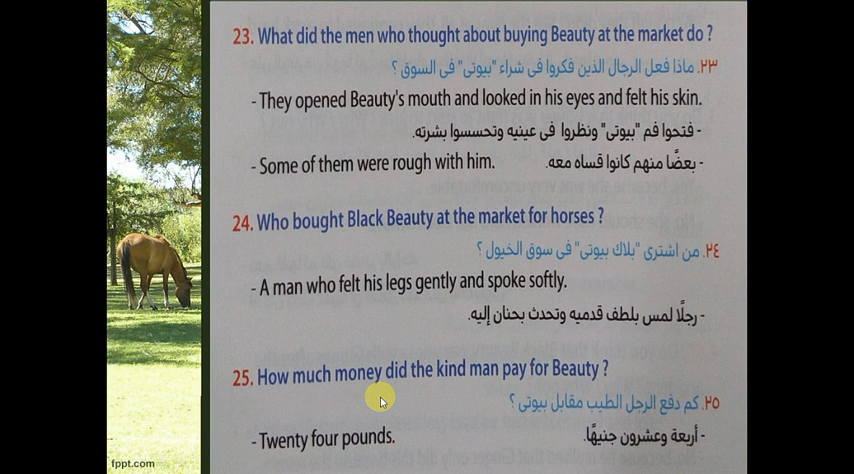 23. What did the men who thought about buying Beauty at the market do ?
٢٣. ماذا فعل الرجال الذين فكروا فى شراء "بيوتى" فى السوق ؟
- They opened Beauty's mouth and looked in his eyes and felt his skin.
- فتحوا فم "بيوتى" ونظروا فى عينيه وتحسسوا بشرته.
- Some of them were rough with him. - بعضًا منهم كانوا قساه معه.
24. Who bought Black Beauty at the market for horses ?
٢٤. من اشترى "بلاك بيوتى" فى سوق الخيول ؟
- A man who felt his legs gently and spoke softly.
- رجلًا لمس بلطف قدميه وتحدث بحنان إليه.
25. How much money did the kind man pay for Beauty ?
٢٥. كم دفع الرجل الطيب مقابل بيوتى ؟
- Twenty four pounds. - أربعة وعشرون جنيهًا.
fppt.com